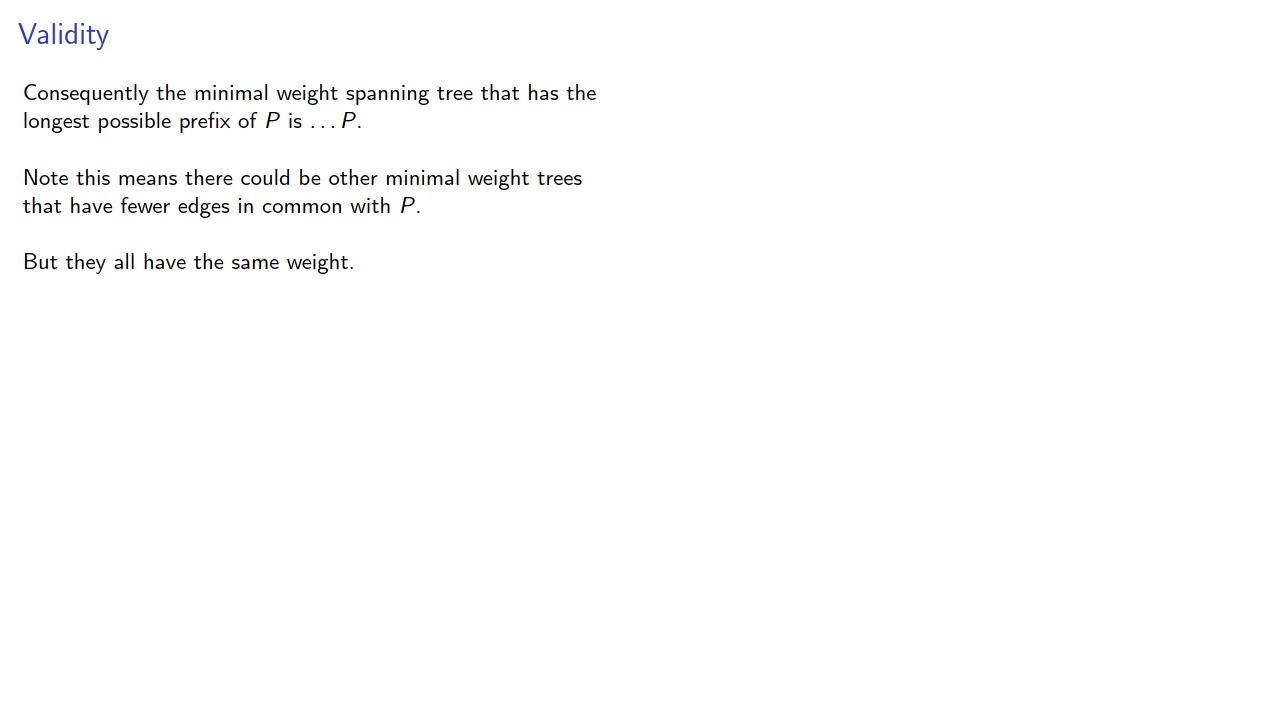 Validity
Consequently the minimal weight spanning tree that has the
longest possible prefix of P is . . . P.
Note this means there could be other minimal weight trees
that have fewer edges in common with P.
But they all have the same weight.